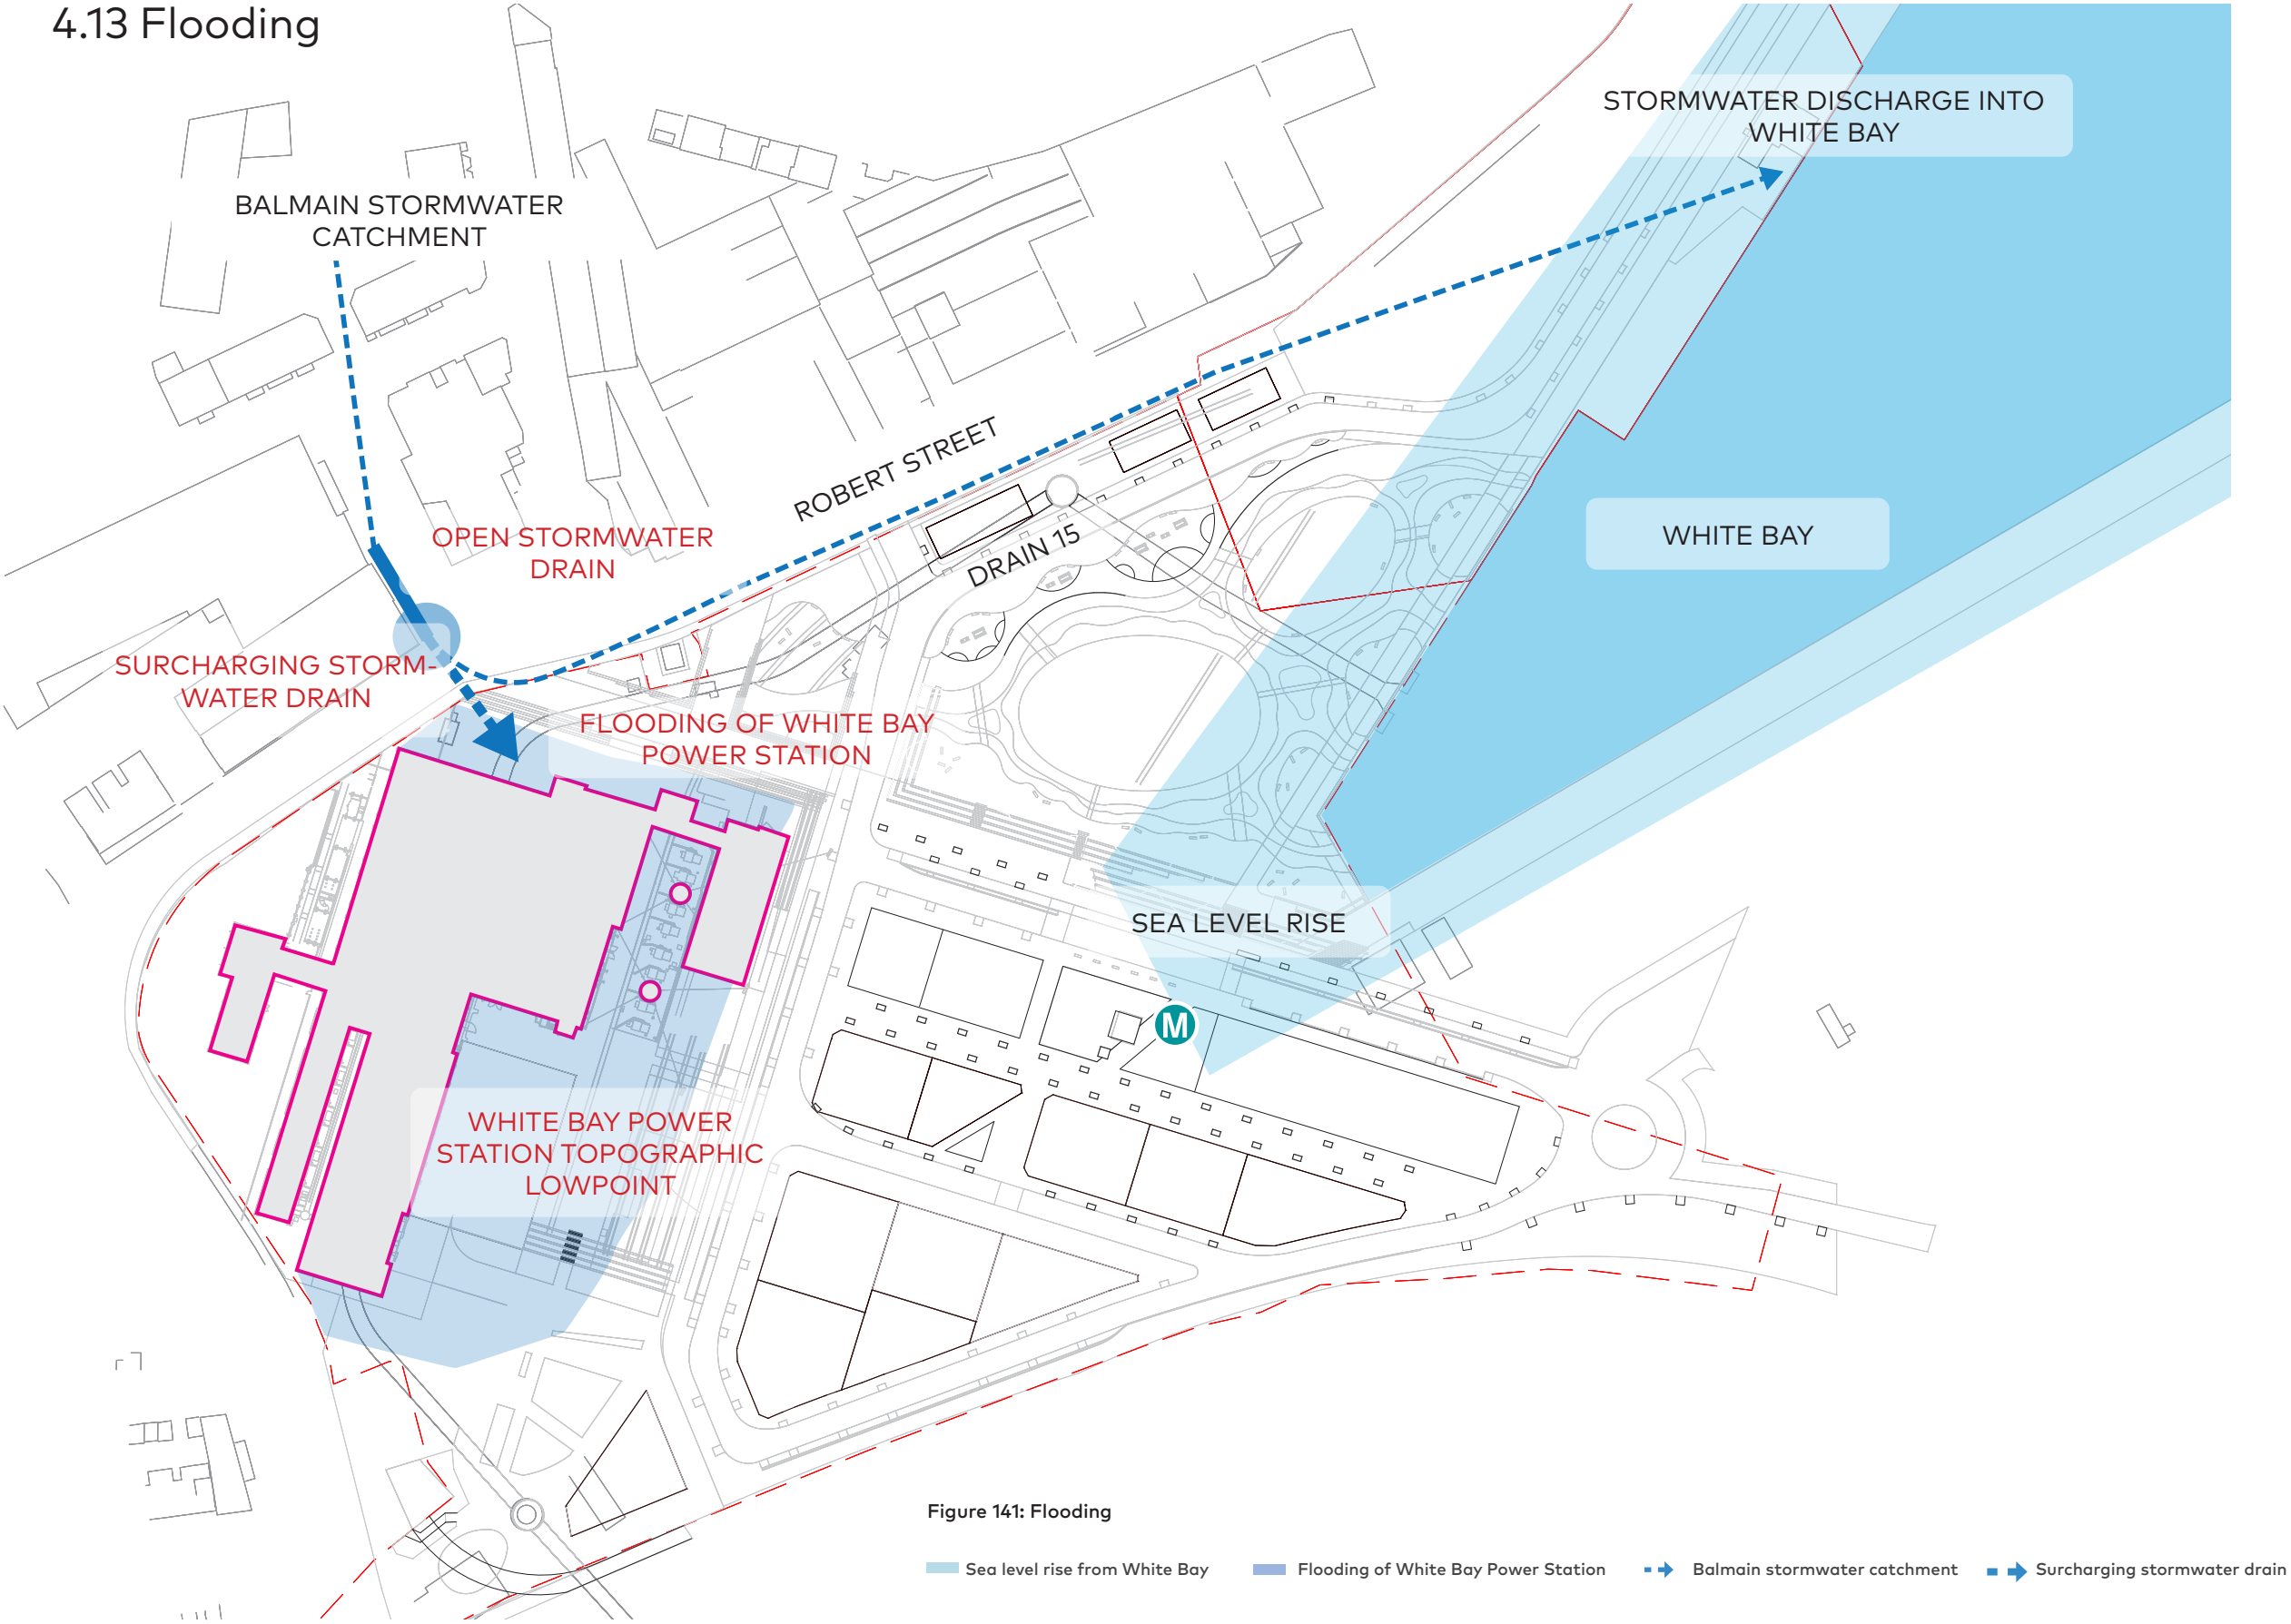 4.13 Flooding
STORMWATER DISCHARGE INTO
WHITE BAY
BALMAIN STORMWATER
CATCHMENT
ROBERT STREET
OPEN STORMWATER
DRAIN
DRAIN 15
WHITE BAY
SURCHARGING STORM-
WATER DRAIN
FLOODING OF WHITE BAY
POWER STATION
SEA LEVEL RISE
M
WHITE BAY POWER
STATION TOPOGRAPHIC
LOWPOINT
Figure 141: Flooding
Sea level rise from White Bay
Flooding of White Bay Power Station
Balmain stormwater catchment
Surcharging stormwater drain